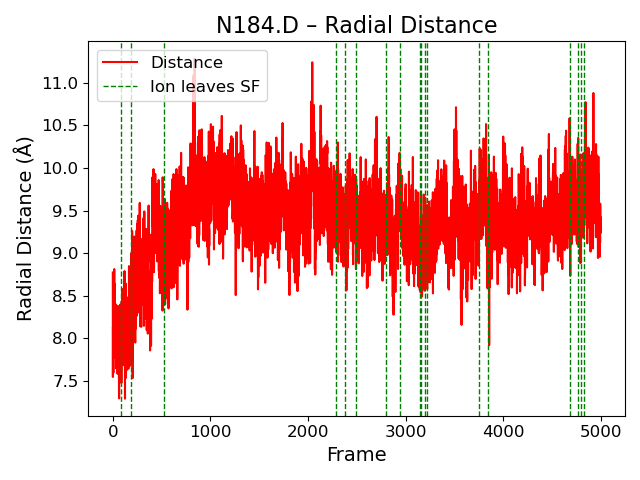 N184.D – Radial Distance
Distance
Ion leaves SF
Radial Distance (Å)
11.0
10.5
10.0
9.5
9.0
8.5
8.0
7.5
0
1000
2000
3000
4000
5000
Frame